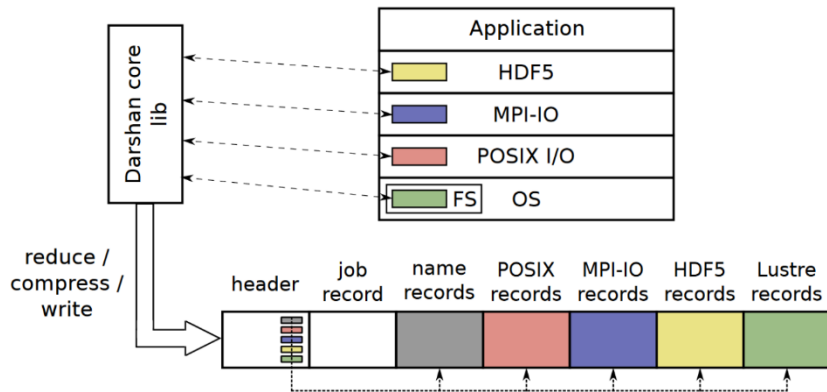 Darshan core
lib
Application
HDF5
MPI-IO
POSIX I/O
FS OS
reduce /
compress /
write
header
job
record
name
records
POSIX
records
MPI-IO
records
HDF5
records
Lustre
records